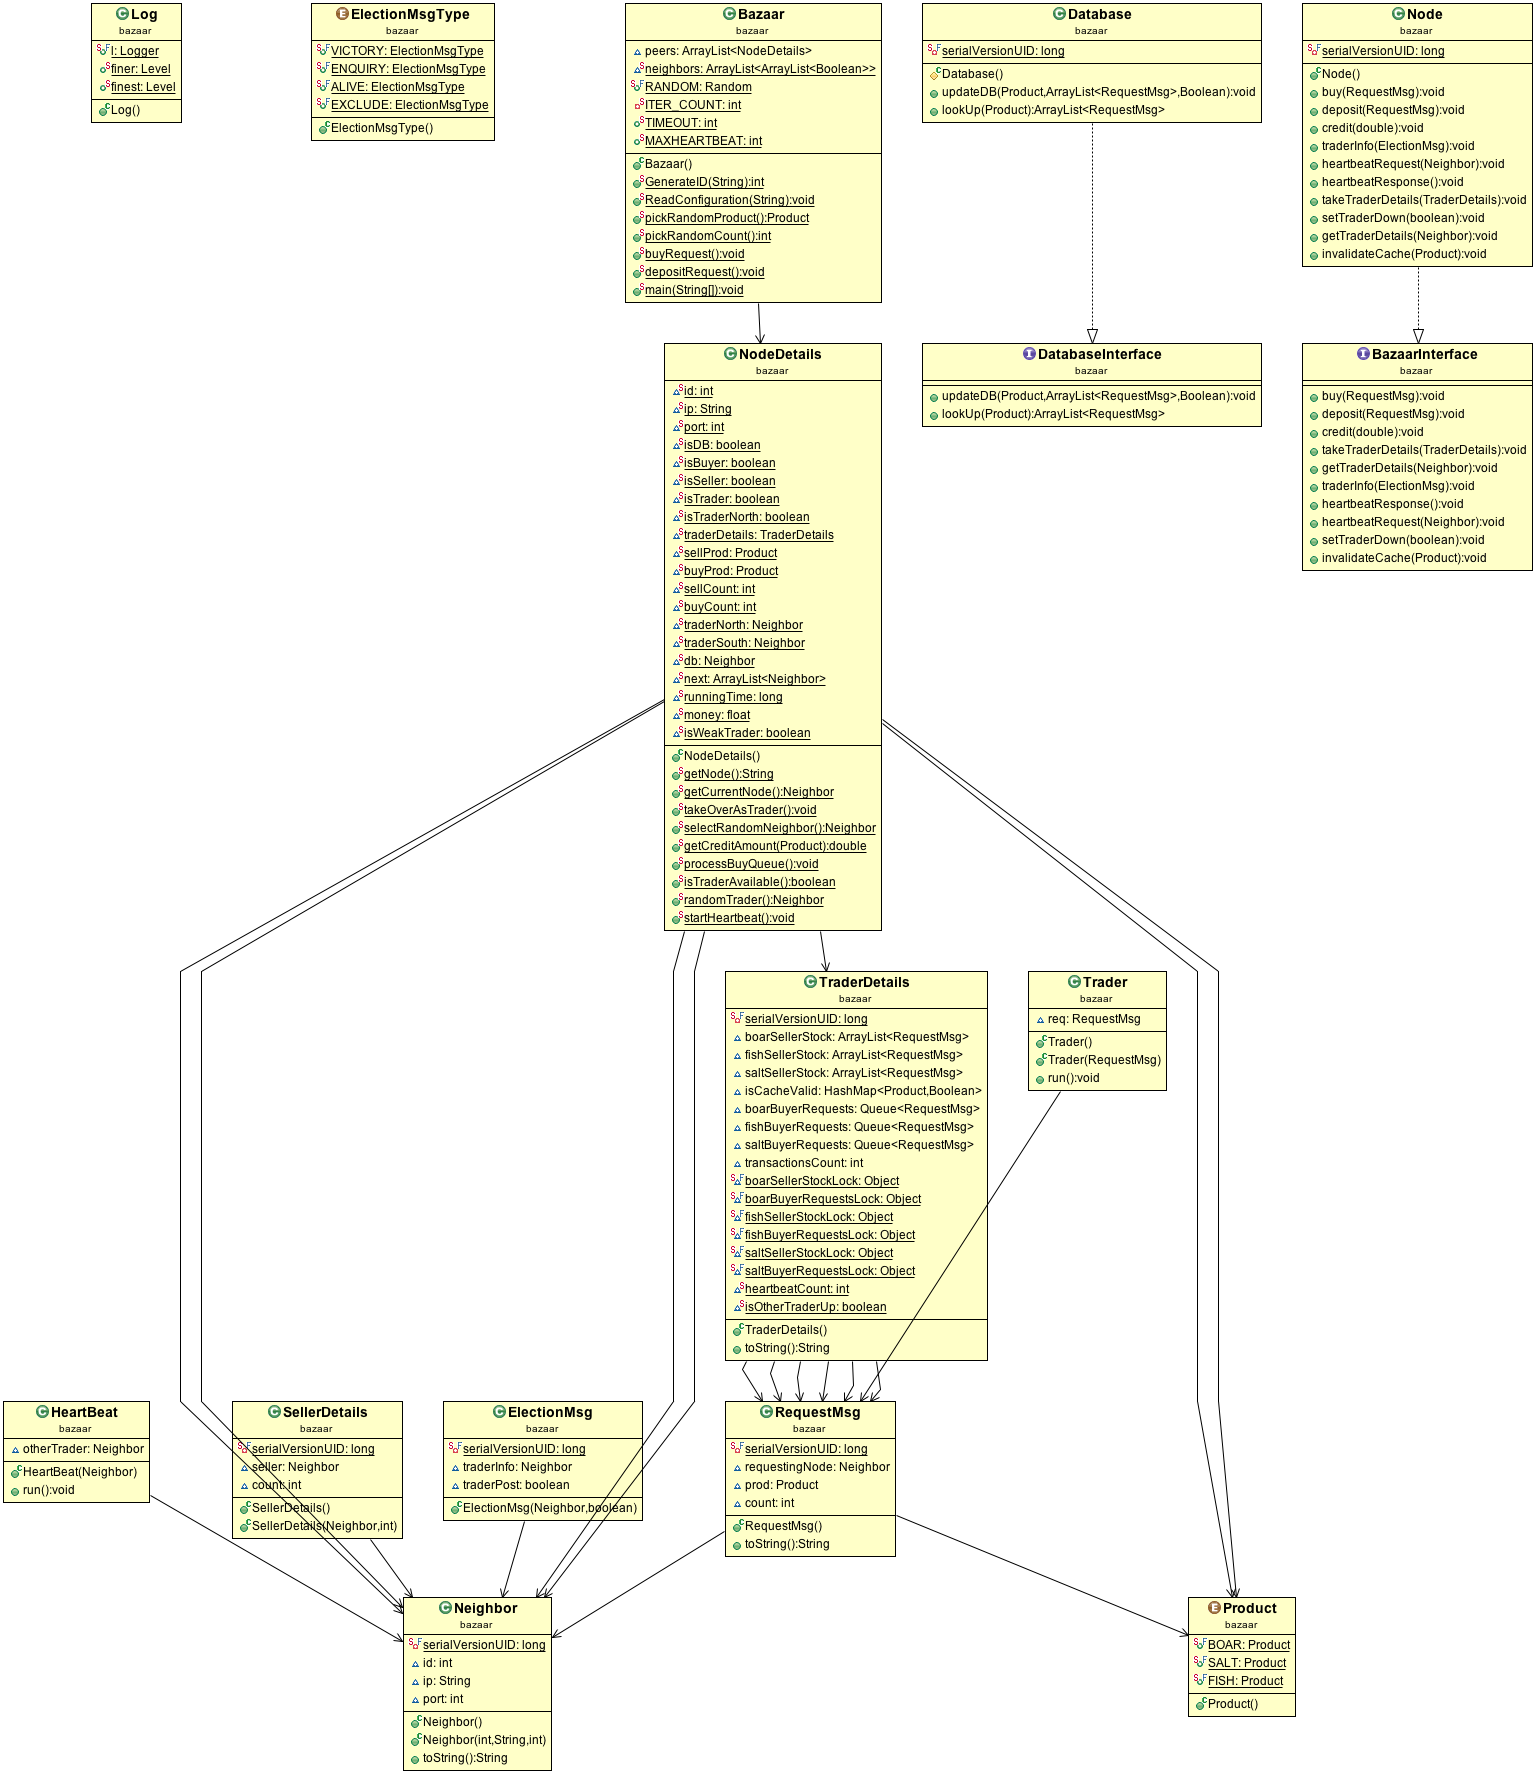 Log
bazaar
l: Logger
finer: Level
finest: Level
Log()
ElectionMsgType
bazaar
VICTORY: ElectionMsgType
ENQUIRY: ElectionMsgType
ALIVE: ElectionMsgType
EXCLUDE: ElectionMsgType
ElectionMsgType()
Bazaar
bazaar
peers: ArrayList<NodeDetails>
neighbors: ArrayList<ArrayList<Boolean>>
RANDOM: Random
ITER_COUNT: int
TIMEOUT: int
MAXHEARTBEAT: int
Bazaar()
GenerateID(String):int
ReadConfiguration(String):void
pickRandomProduct():Product
pickRandomCount():int
buyRequest():void
depositRequest():void
main(String[]):void
Database
bazaar
serialVersionUID: long
Database()
updateDB(Product,ArrayList<RequestMsg>,Boolean):void
lookUp(Product):ArrayList<RequestMsg>
Node
bazaar
serialVersionUID: long
Node()
buy(RequestMsg):void
deposit(RequestMsg):void
credit(double):void
traderInfo(ElectionMsg):void
heartbeatRequest(Neighbor):void
heartbeatResponse():void
takeTraderDetails(TraderDetails):void
setTraderDown(boolean):void
getTraderDetails(Neighbor):void
invalidateCache(Product):void
NodeDetails
bazaar
id: int
ip: String
port: int
isDB: boolean
isBuyer: boolean
isSeller: boolean
isTrader: boolean
isTraderNorth: boolean
traderDetails: TraderDetails
sellProd: Product
buyProd: Product
sellCount: int
buyCount: int
traderNorth: Neighbor
traderSouth: Neighbor
db: Neighbor
next: ArrayList<Neighbor>
runningTime: long
money: float
isWeakTrader: boolean
NodeDetails()
getNode():String
getCurrentNode():Neighbor
takeOverAsTrader():void
selectRandomNeighbor():Neighbor
getCreditAmount(Product):double
processBuyQueue():void
isTraderAvailable():boolean
randomTrader():Neighbor
startHeartbeat():void
DatabaseInterface
bazaar
updateDB(Product,ArrayList<RequestMsg>,Boolean):void
lookUp(Product):ArrayList<RequestMsg>
BazaarInterface
bazaar
buy(RequestMsg):void
deposit(RequestMsg):void
credit(double):void
takeTraderDetails(TraderDetails):void
getTraderDetails(Neighbor):void
traderInfo(ElectionMsg):void
heartbeatResponse():void
heartbeatRequest(Neighbor):void
setTraderDown(boolean):void
invalidateCache(Product):void
TraderDetails
bazaar
serialVersionUID: long
boarSellerStock: ArrayList<RequestMsg>
fishSellerStock: ArrayList<RequestMsg>
saltSellerStock: ArrayList<RequestMsg>
isCacheValid: HashMap<Product,Boolean>
boarBuyerRequests: Queue<RequestMsg>
fishBuyerRequests: Queue<RequestMsg>
saltBuyerRequests: Queue<RequestMsg>
transactionsCount: int
boarSellerStockLock: Object
boarBuyerRequestsLock: Object
fishSellerStockLock: Object
fishBuyerRequestsLock: Object
saltSellerStockLock: Object
saltBuyerRequestsLock: Object
heartbeatCount: int
isOtherTraderUp: boolean
TraderDetails()
toString():String
Trader
bazaar
req: RequestMsg
Trader()
Trader(RequestMsg)
run():void
HeartBeat
bazaar
otherTrader: Neighbor
HeartBeat(Neighbor)
run():void
SellerDetails
bazaar
serialVersionUID: long
seller: Neighbor
count: int
SellerDetails()
SellerDetails(Neighbor,int)
ElectionMsg
bazaar
serialVersionUID: long
traderInfo: Neighbor
traderPost: boolean
ElectionMsg(Neighbor,boolean)
RequestMsg
bazaar
serialVersionUID: long
requestingNode: Neighbor
prod: Product
count: int
RequestMsg()
toString():String
Neighbor
bazaar
serialVersionUID: long
id: int
ip: String
port: int
Neighbor()
Neighbor(int,String,int)
toString():String
Product
bazaar
BOAR: Product
SALT: Product
FISH: Product
Product()